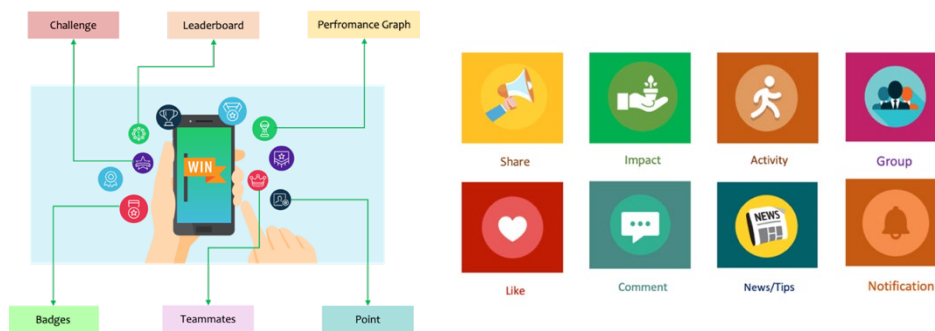 Challenge
Leaderboard
Perfromance Graph
WIN
Badges
Teammates
Point
Share
Impact
Activity
Group
NEWS
Like
Comment
News/Tips
Notification